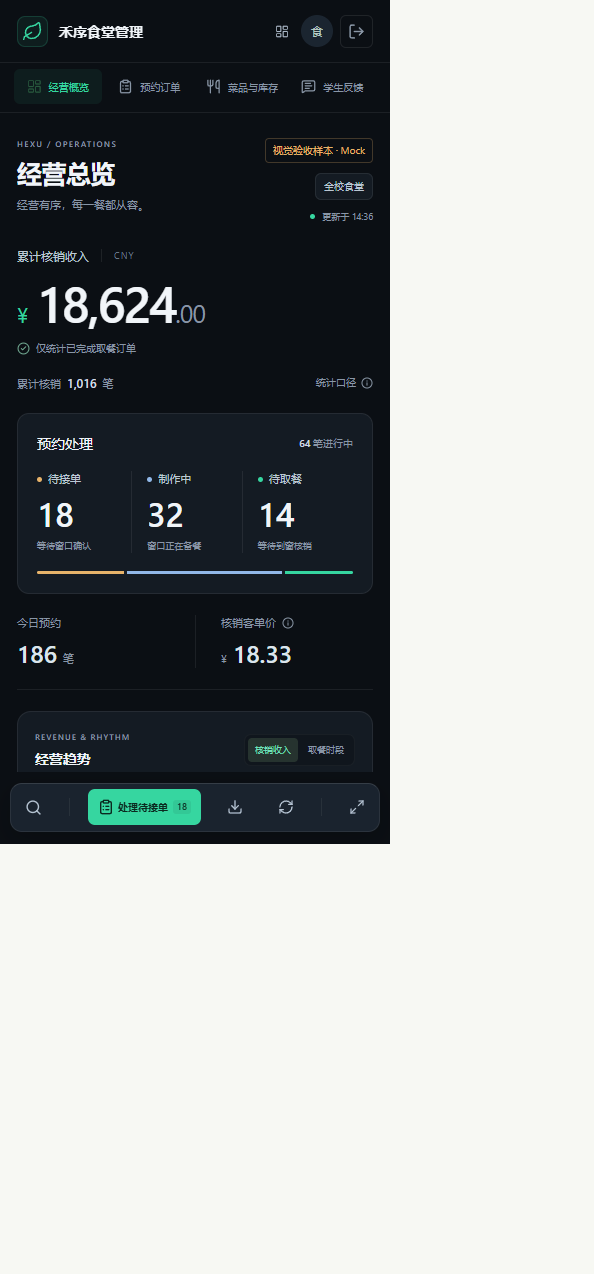 禾序食堂管理
食
经营概览
预约订单
菜品与库存
学生反馈
HEXU / OPERATIONS
视觉验收样本 · Mock
经营总览
全校食堂
经营有序，每一餐都从容。
更新于 14:36
累计核销收入 CNY
¥ 18,624.00
仅统计已完成取餐订单
累计核销 1,016 笔
统计口径
预约处理
64 笔进行中
待接单
制作中
待取餐
18
32
14
等待窗口确认
窗口正在备餐
等待到窗核销
今日预约
核销客单价
186 笔
¥ 18.33
REVENUE & RHYTHM
经营趋势
核销收入
取餐时段
处理待接单 18